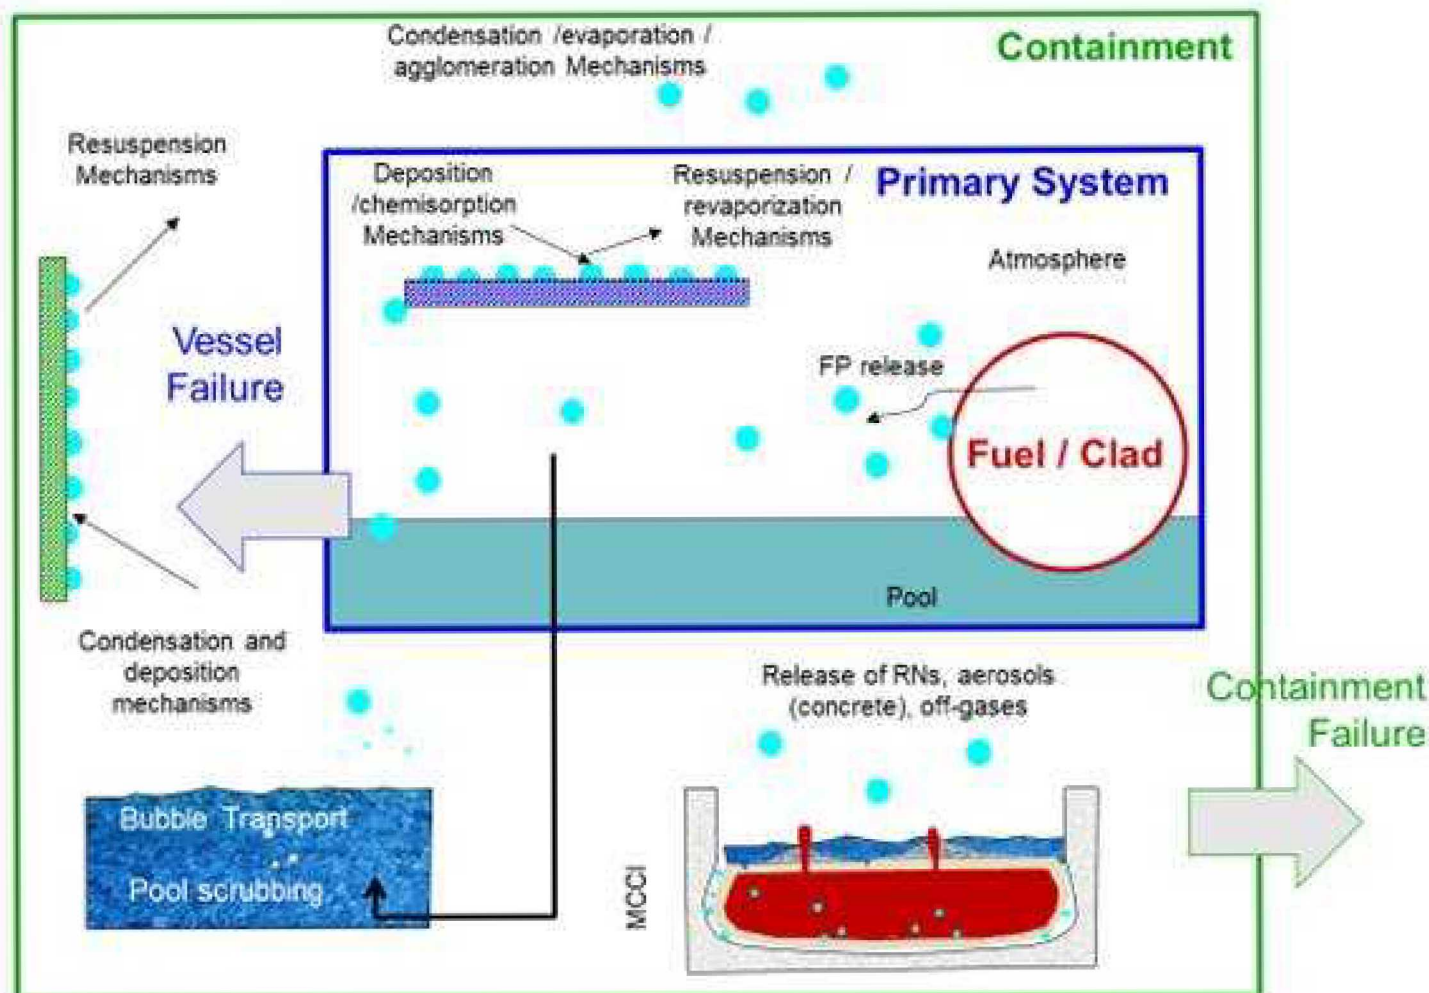 Condensation /evaporation /
agglomeration Mechanisms
Containment
Resuspension
Mechanisms
Deposition
/chemisorption
Mechanisms
Resuspension /
revaporization
Mechanisms
Primary System
Atmosphere
Vessel
Failure
FP release
Fuel / Clad
Pool
Condensation and
deposition
mechanisms
Release of RNs, aerosols
(concrete), off-gases
Containment
Failure
Bubble Transport
Pool scrubbing
MCCI